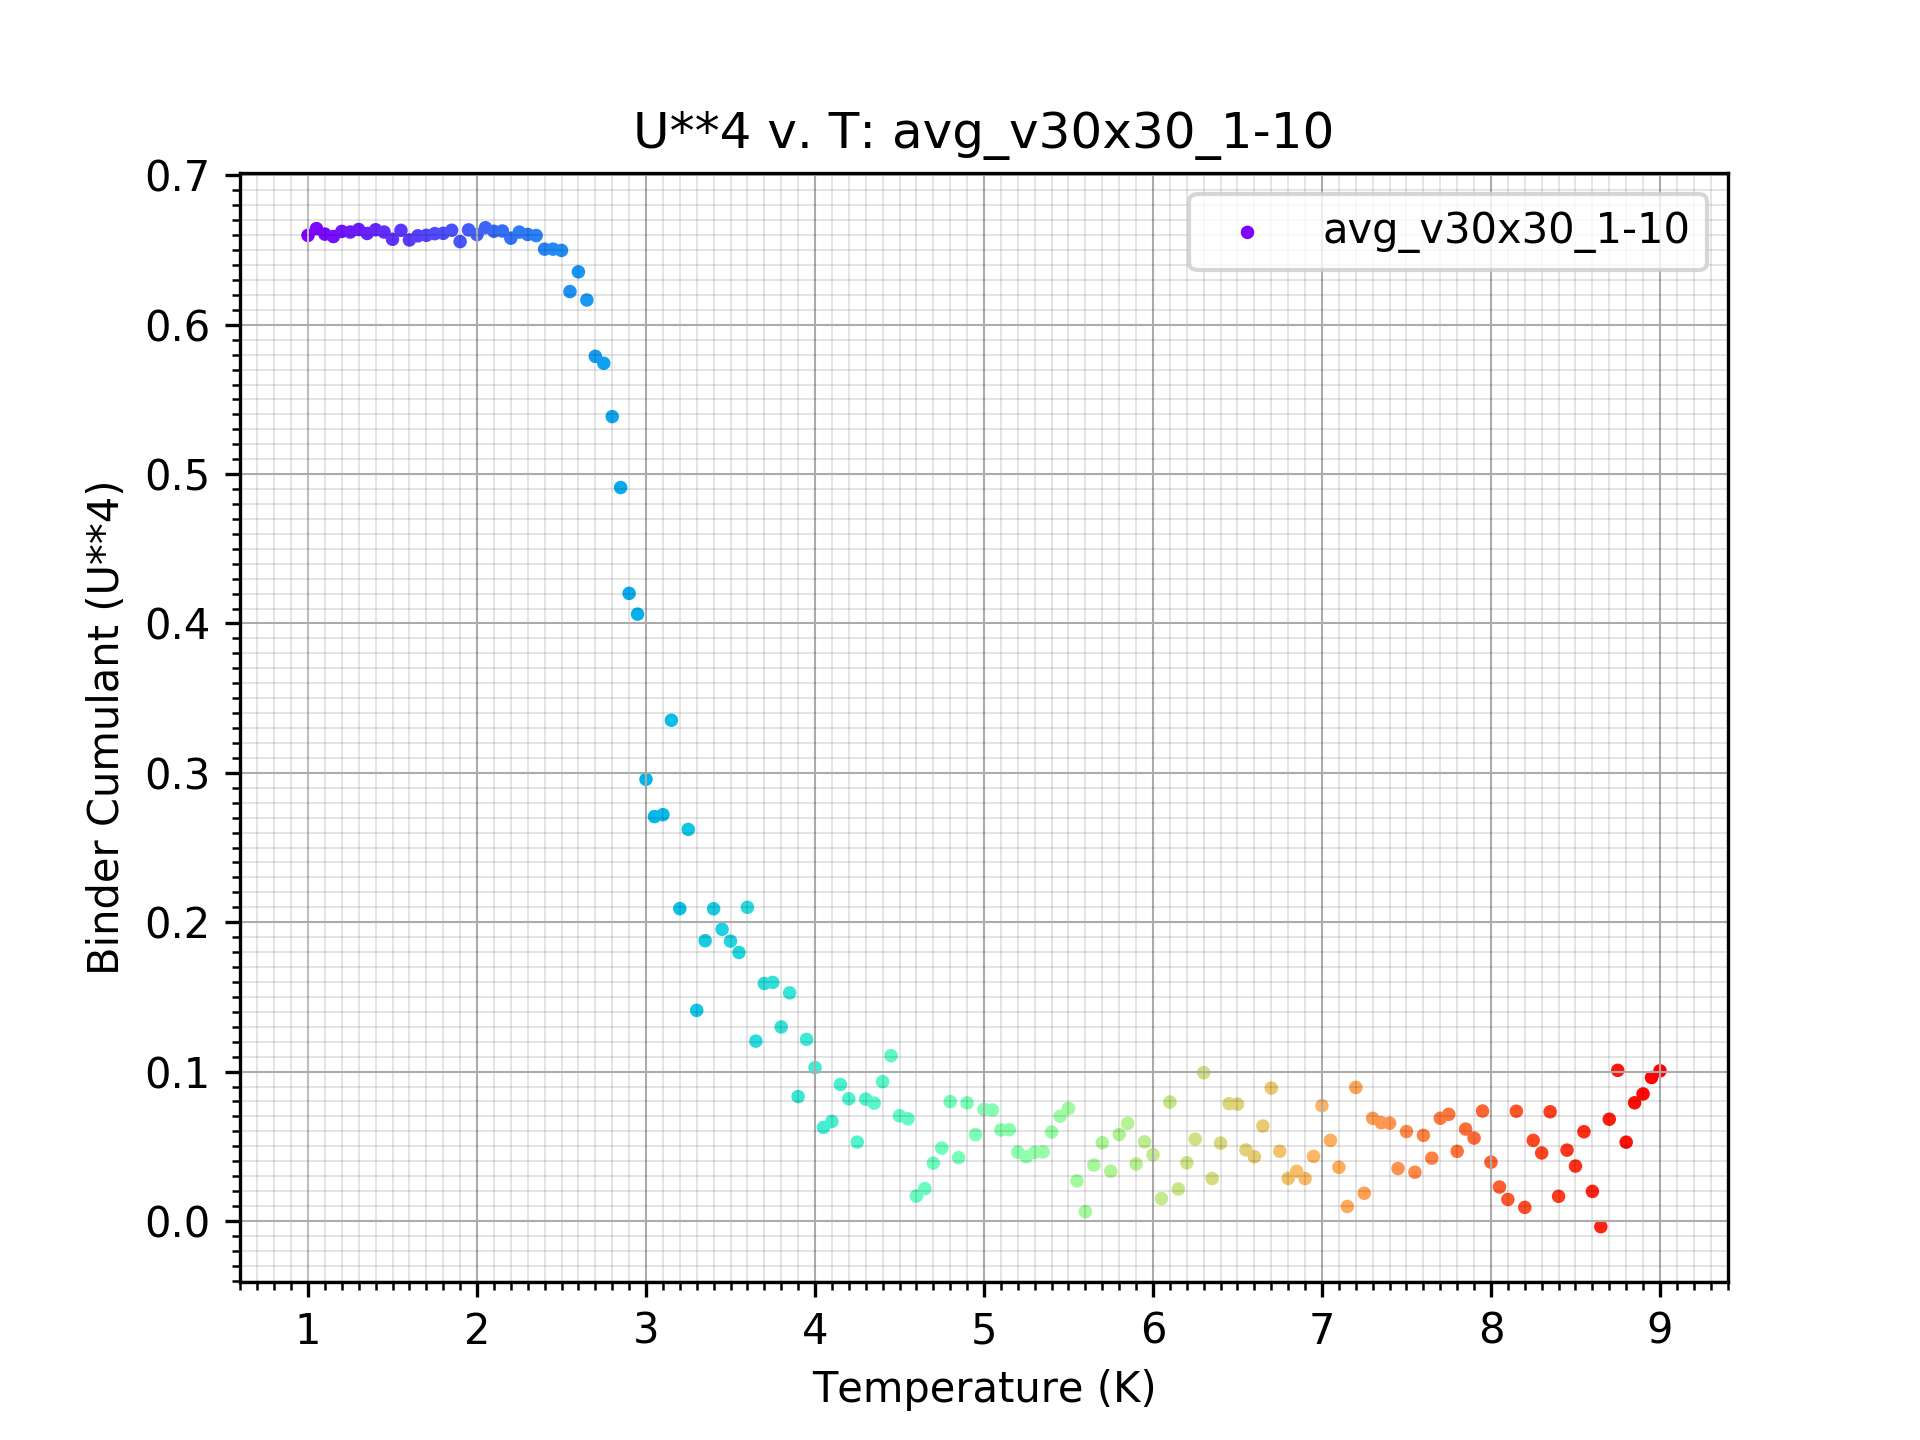 U**4 v. T: avg_v30x30_1-10
avg_v30x30_1-10
Binder Cumulant (U**4)
0.7
0.6
0.5
0.4
0.3
0.2
0.1
0.0
1 2 3 4 5 6 7 8 9
Temperature (K)